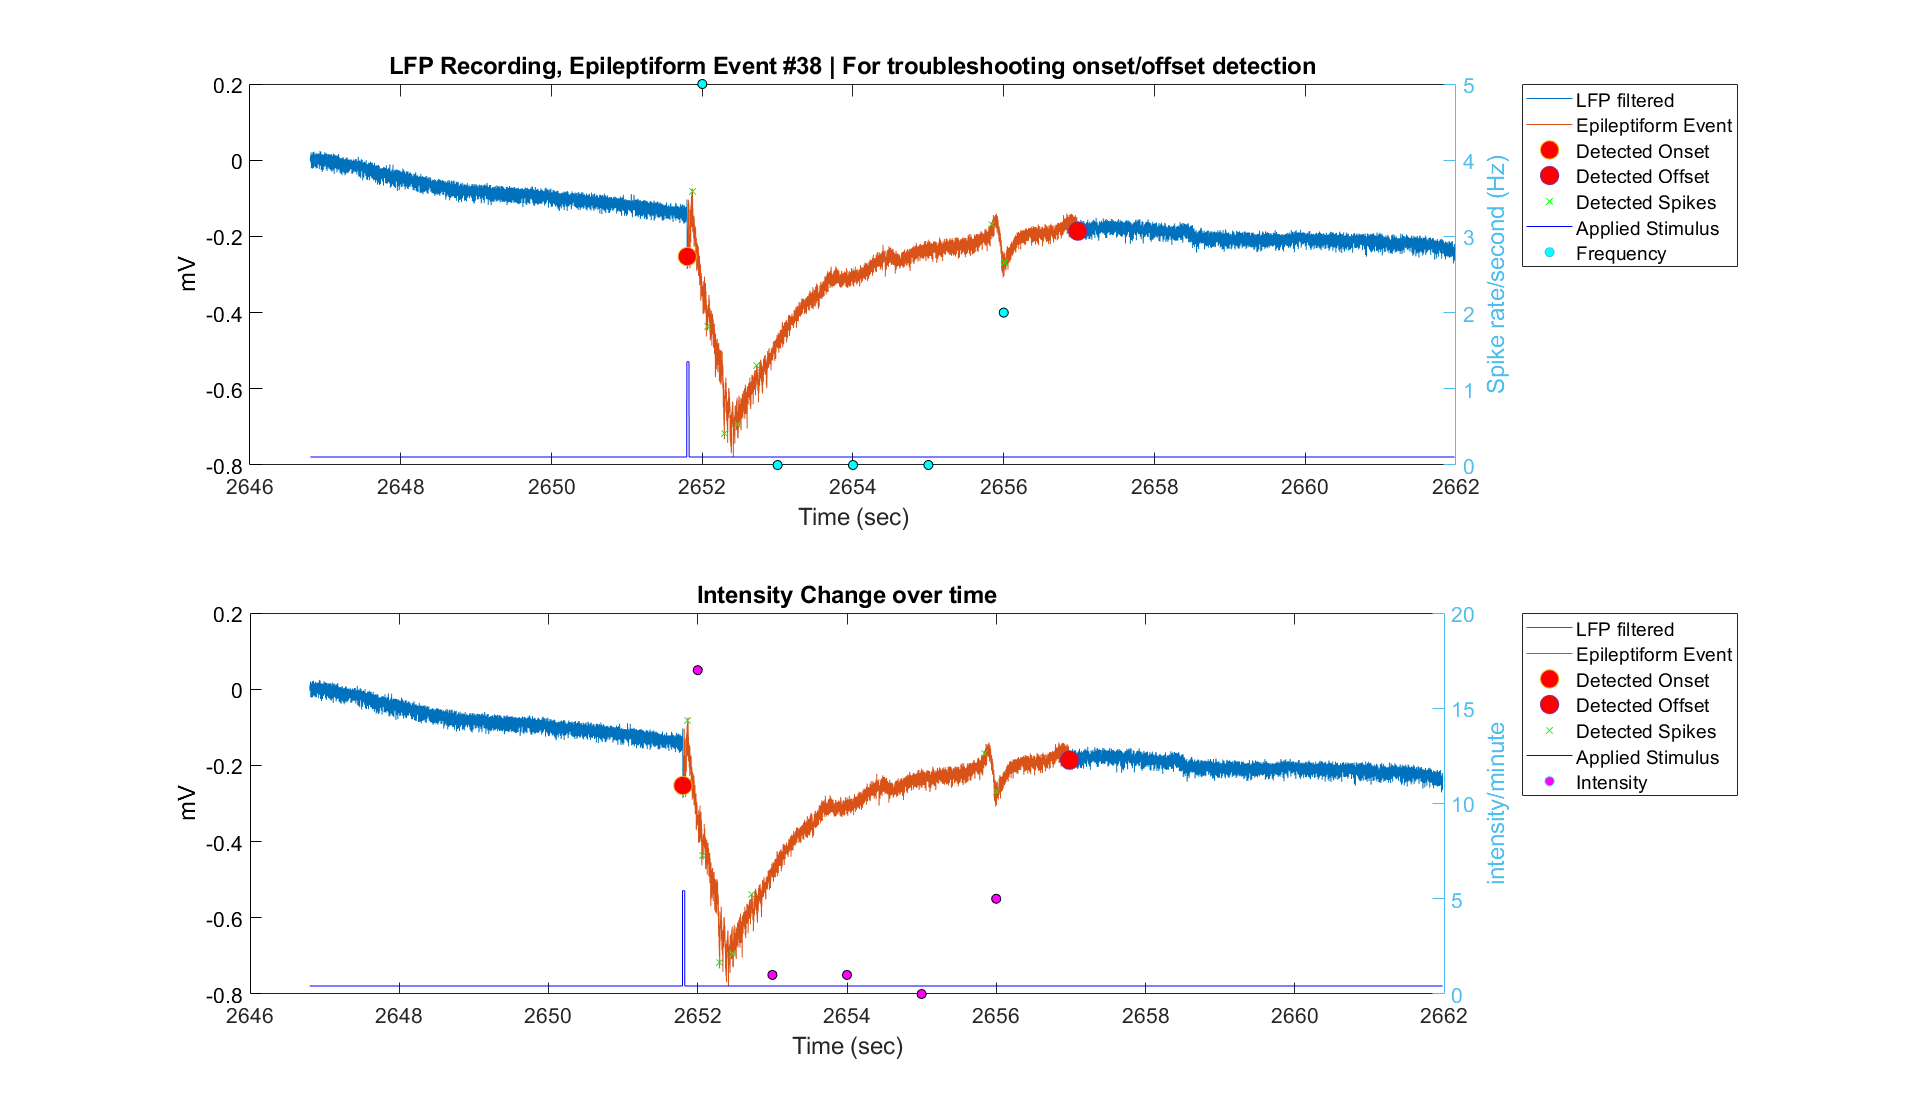 LFP Recording, Epileptiform Event #38 | For troubleshooting onset/offset detection
0.2
0
-0.2
-0.4
-0.6
-0.8
mV
5
4
3
2
1
0
Spike rate/second (Hz)
2646
2648
2650
2652
2654
2656
2658
2660
2662
Time (sec)
LFP filtered
Epileptiform Event
Detected Onset
Detected Offset
Detected Spikes
Applied Stimulus
Frequency
Intensity Change over time
0.2
0
-0.2
-0.4
-0.6
-0.8
mV
20
15
10
5
0
intensity/minute
2646
2648
2650
2652
2654
2656
2658
2660
2662
Time (sec)
LFP filtered
Epileptiform Event
Detected Onset
Detected Offset
Detected Spikes
Applied Stimulus
Intensity